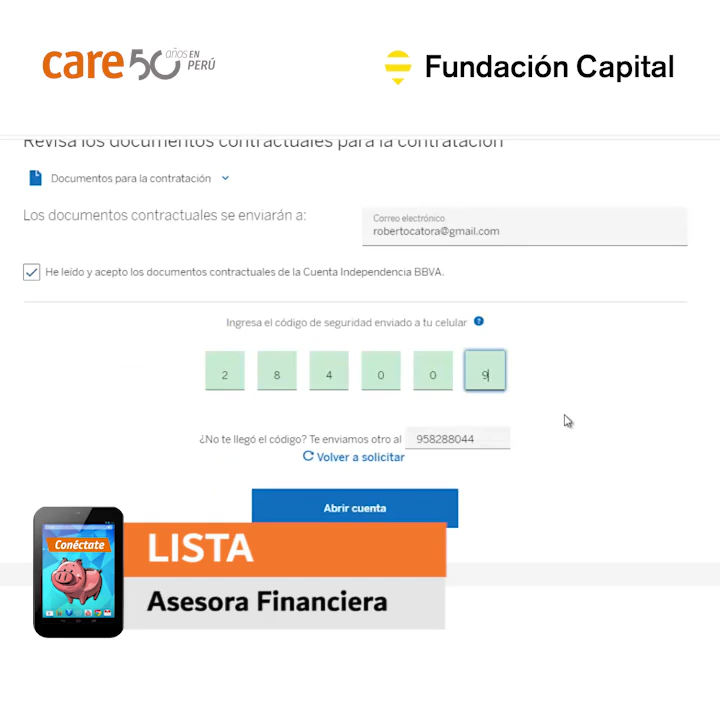 care 50 años EN PERÚ
Fundación Capital
Revisa los documentos contractuales para la contratación
Documentos para la contratación
Los documentos contractuales se enviarán a:
Correo electrónico
robertocatora@gmail.com
He leído y acepto los documentos contractuales de la Cuenta Independencia BBVA.
Ingresa el código de seguridad enviado a tu celular ?
2 8 4 0 0 9
¿No te llegó el código? Te enviamos otro al 958288044
Volver a solicitar
Abrir cuenta
Conéctate
LISTA
Asesora Financiera